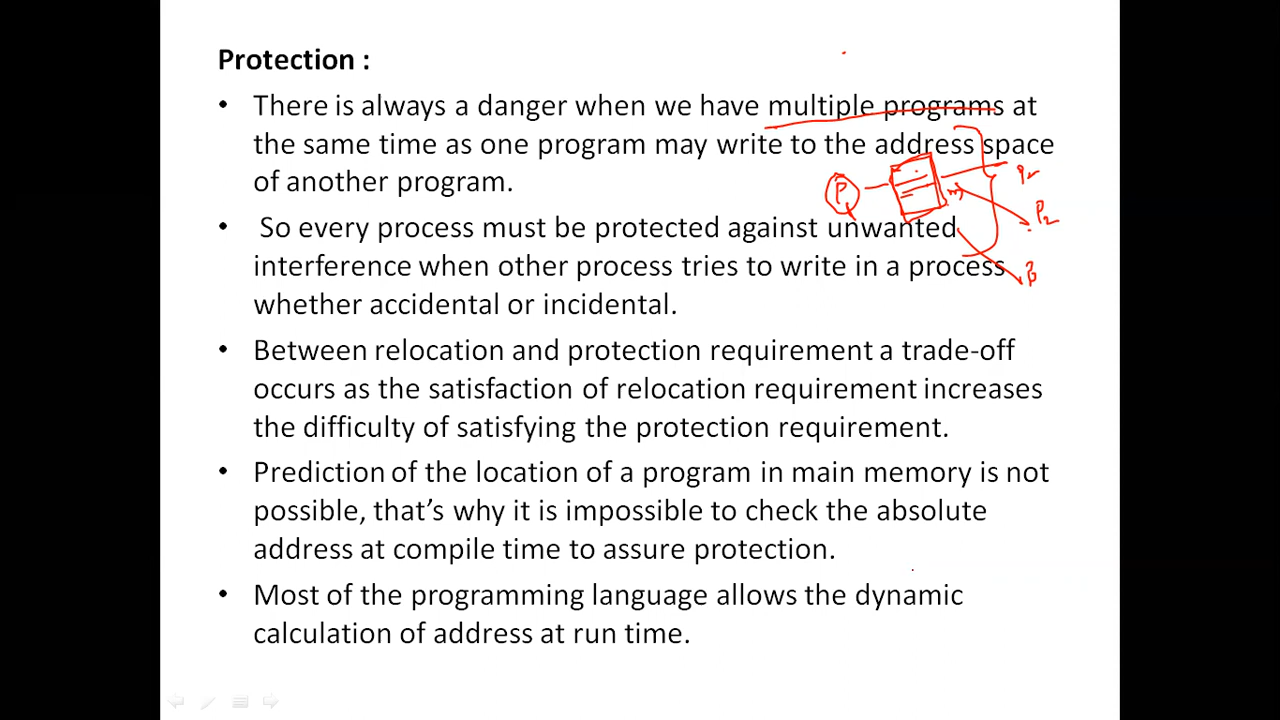 Protection :
• There is always a danger when we have multiple programs at
the same time as one program may write to the address space
of another program.
P
P2
• So every process must be protected against unwanted
interference when other process tries to write in a process
whether accidental or incidental.
• Between relocation and protection requirement a trade-off
occurs as the satisfaction of relocation requirement increases
the difficulty of satisfying the protection requirement.
• Prediction of the location of a program in main memory is not
possible, that’s why it is impossible to check the absolute
address at compile time to assure protection.
• Most of the programming language allows the dynamic
calculation of address at run time.